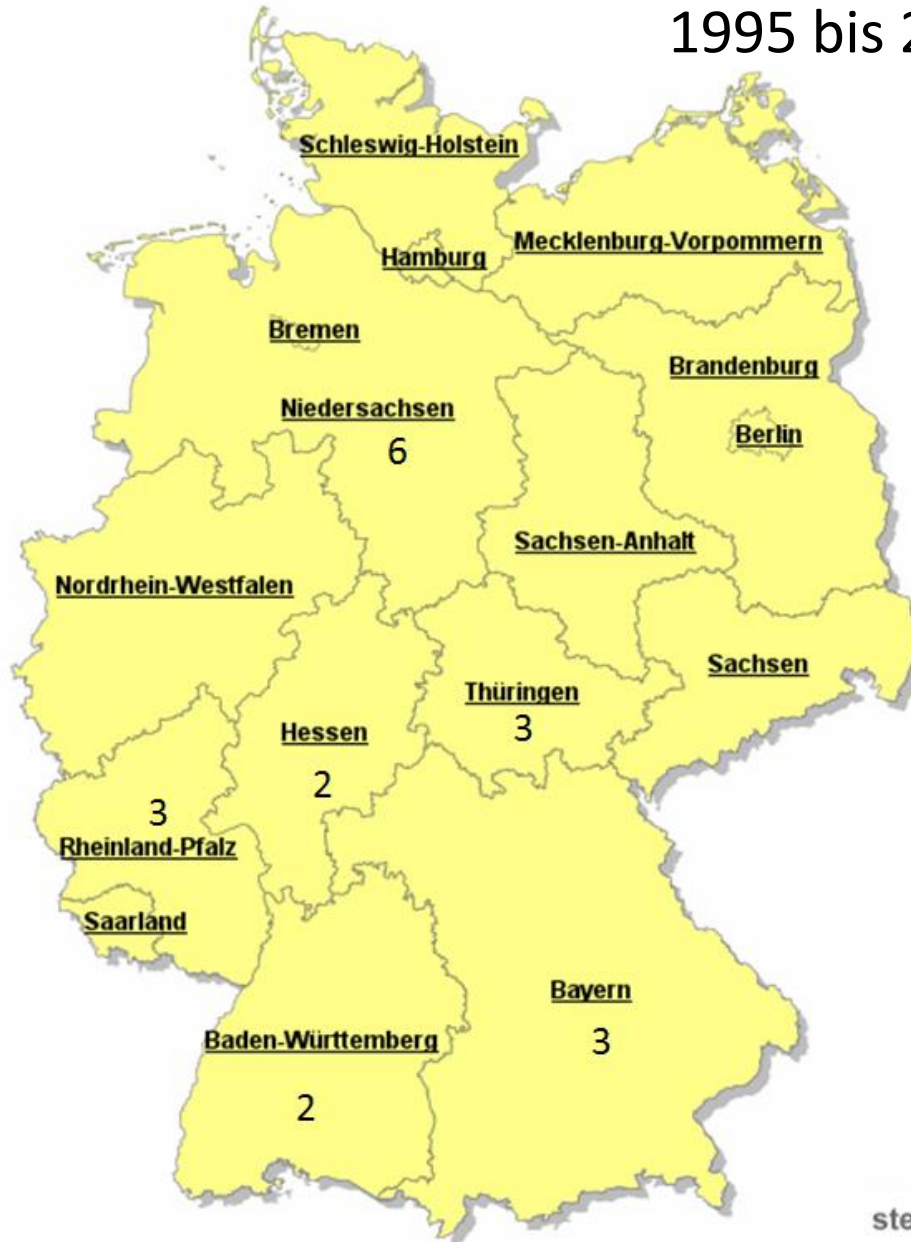 1995 bis 2
Schleswig-Holstein
Mecklenburg-Vorpommern
Hamburg
Bremen
Brandenburg
Niedersachsen
6
Berlin
Sachsen-Anhalt
Nordrhein-Westfalen
Sachsen
Thüringen
3
Hessen
2
3
Rheinland-Pfalz
Saarland
Bayern
3
Baden-Württemberg
2
ste